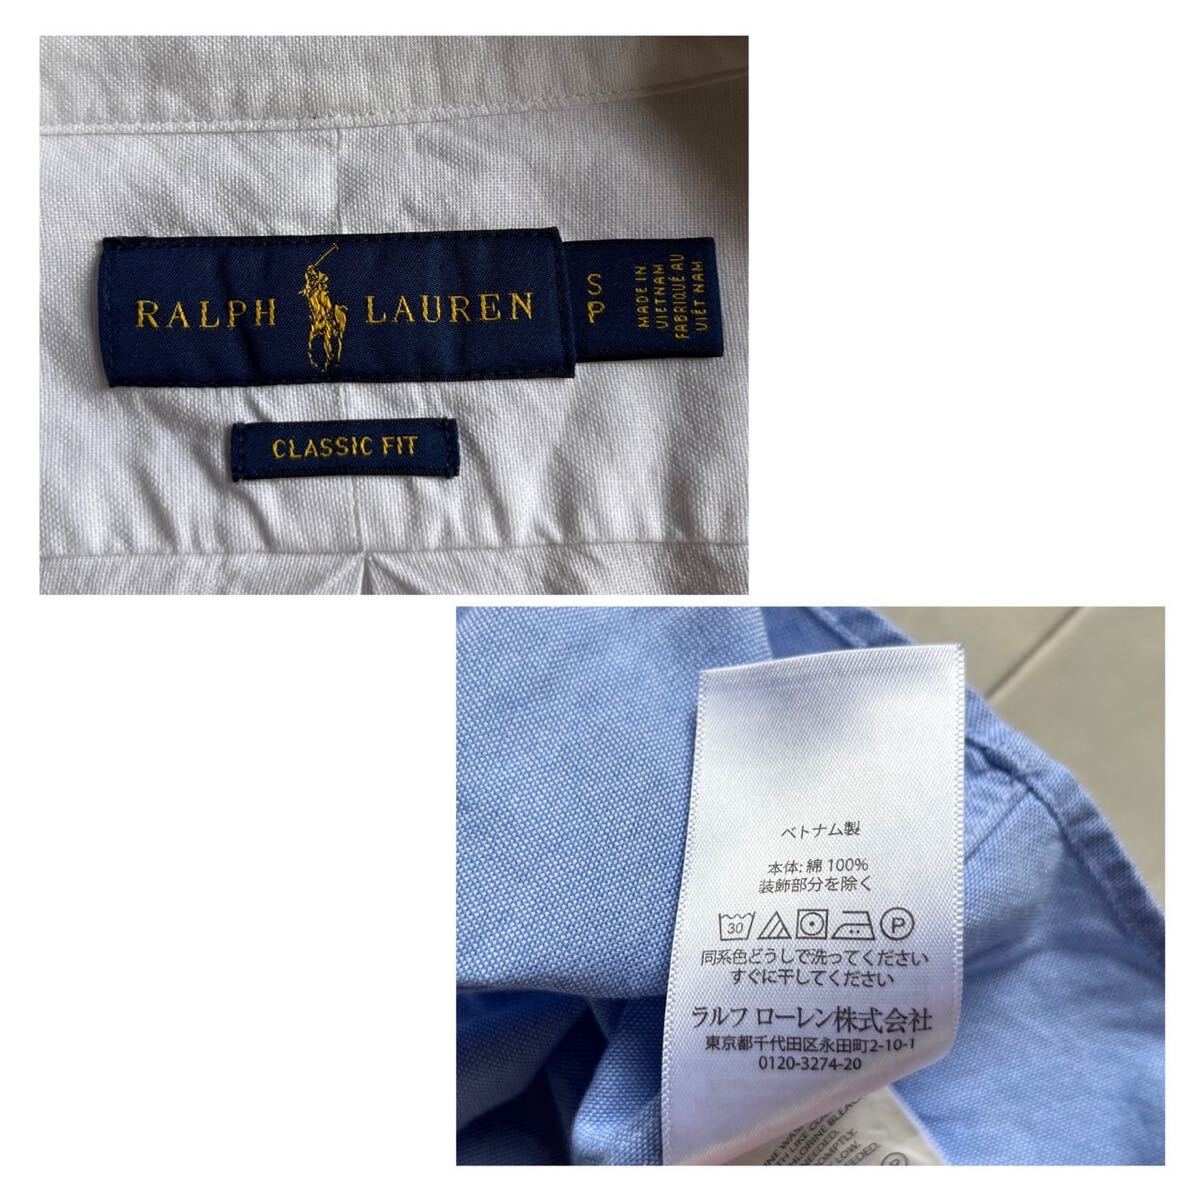 RALPH LAUREN
S
P
MADE IN
VIETNAM
FABRIQUÉ AU
VIÊT NAM
CLASSIC FIT
ベトナム製
本体: 綿 100%
装飾部分を除く
30 P
同系色どうしで洗ってください
すぐに干してください
ラルフ ローレン株式会社
東京都千代田区永田町2-10-1
0120-3274-20